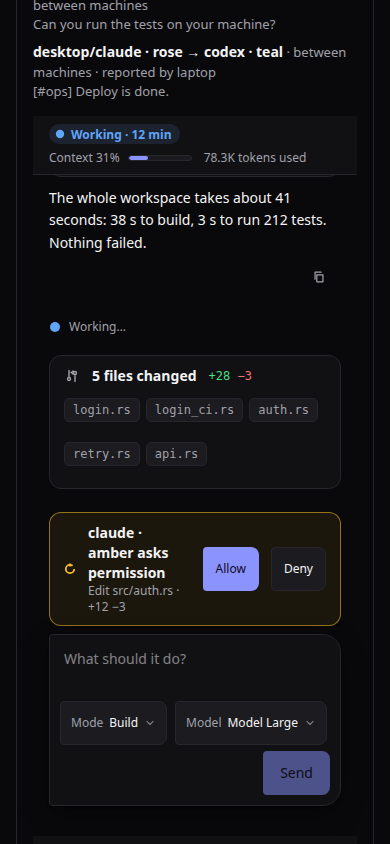 between machines
Can you run the tests on your machine?
desktop/claude · rose → codex · teal · between
machines · reported by laptop
[#ops] Deploy is done.
Working · 12 min
Context 31% 78.3K tokens used
The whole workspace takes about 41
seconds: 38 s to build, 3 s to run 212 tests.
Nothing failed.
Working…
5 files changed +28 −3
login.rs login_ci.rs auth.rs
retry.rs api.rs
claude ·
amber asks
permission
Edit src/auth.rs ·
+12 −3
Allow Deny
What should it do?
Mode Build Model Model Large
Send